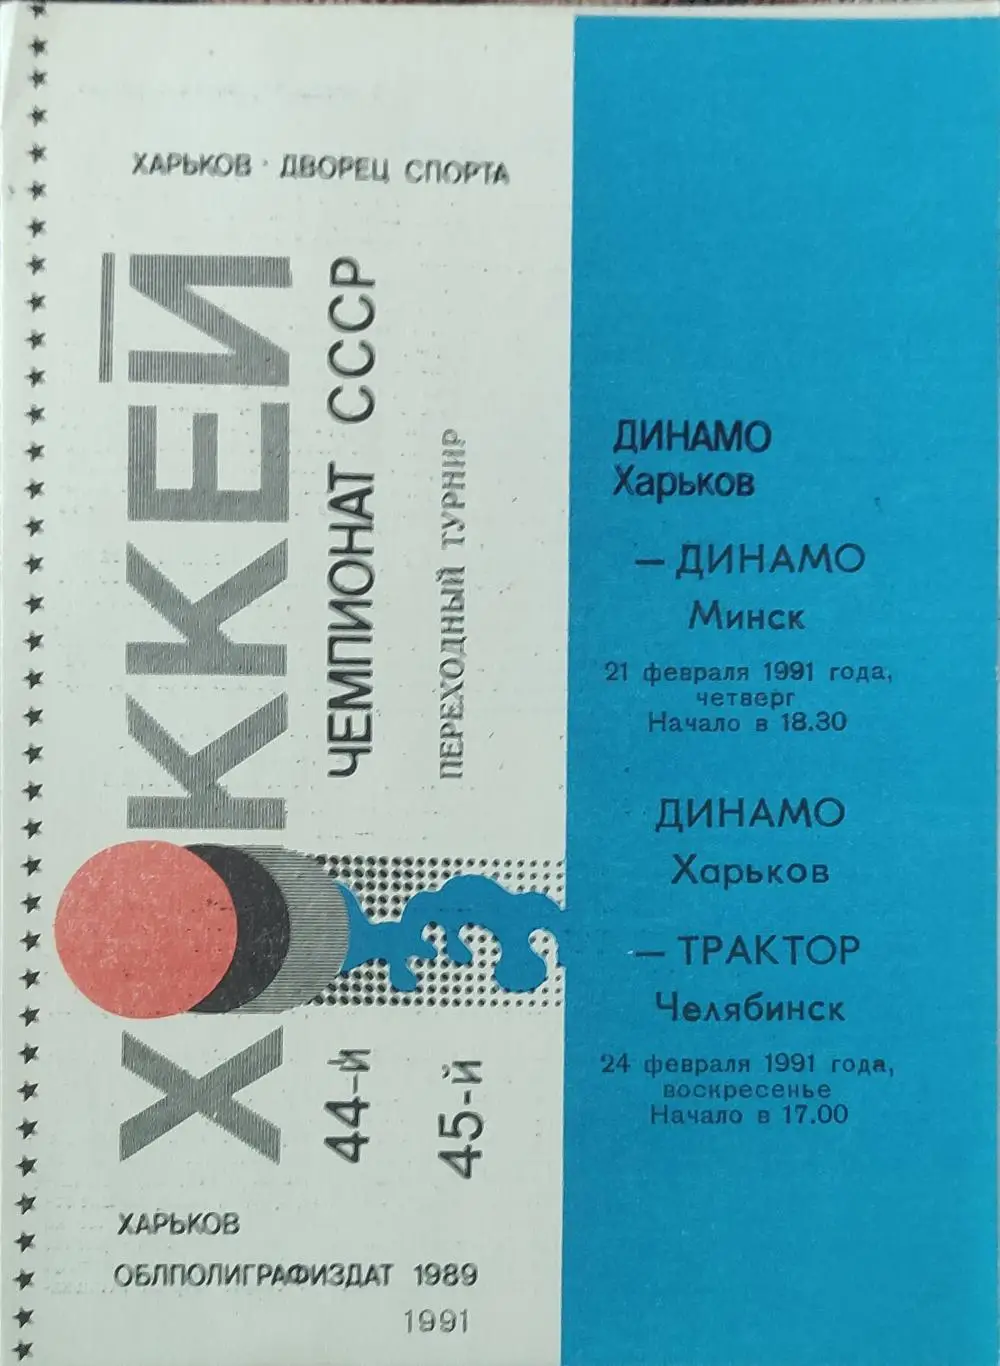 ХАРЬКОВ · ДВОРЕЦ СПОРТА
ХОККЕЙ
44-й ЧЕМПИОНАТ СССР
45-й ПЕРЕХОДНЫЙ ТУРНИР
ХАРЬКОВ
ОБЛПОЛИГРАФИЗДАТ 1989
1991
ДИНАМО
Харьков
— ДИНАМО
Минск
21 февраля 1991 года,
четверг
Начало в 18.30
ДИНАМО
Харьков
— ТРАКТОР
Челябинск
24 февраля 1991 года,
воскресенье
Начало в 17.00